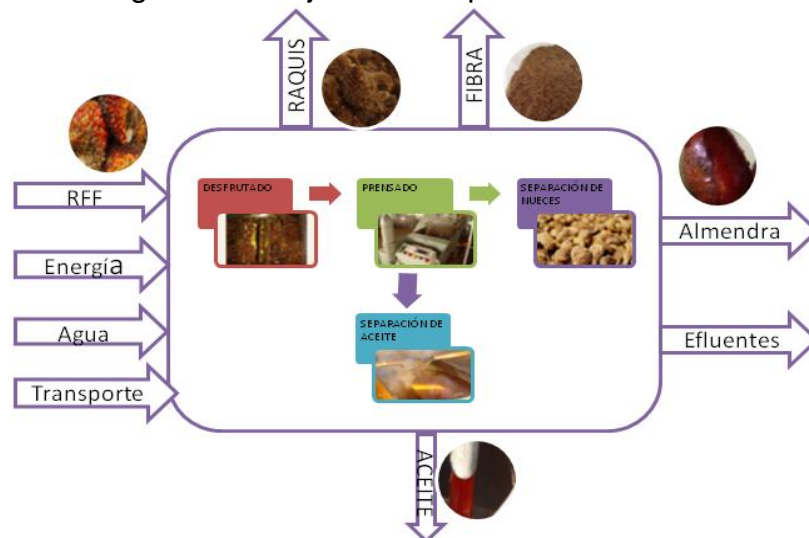 RAQUIS
FIBRA
RFF
DESFRUTADO
PRENSADO
SEPARACIÓN DE
NUECES
Almendra
Energía
Agua
SEPARACIÓN DE
ACEITE
Efluentes
Transporte
ACEITE